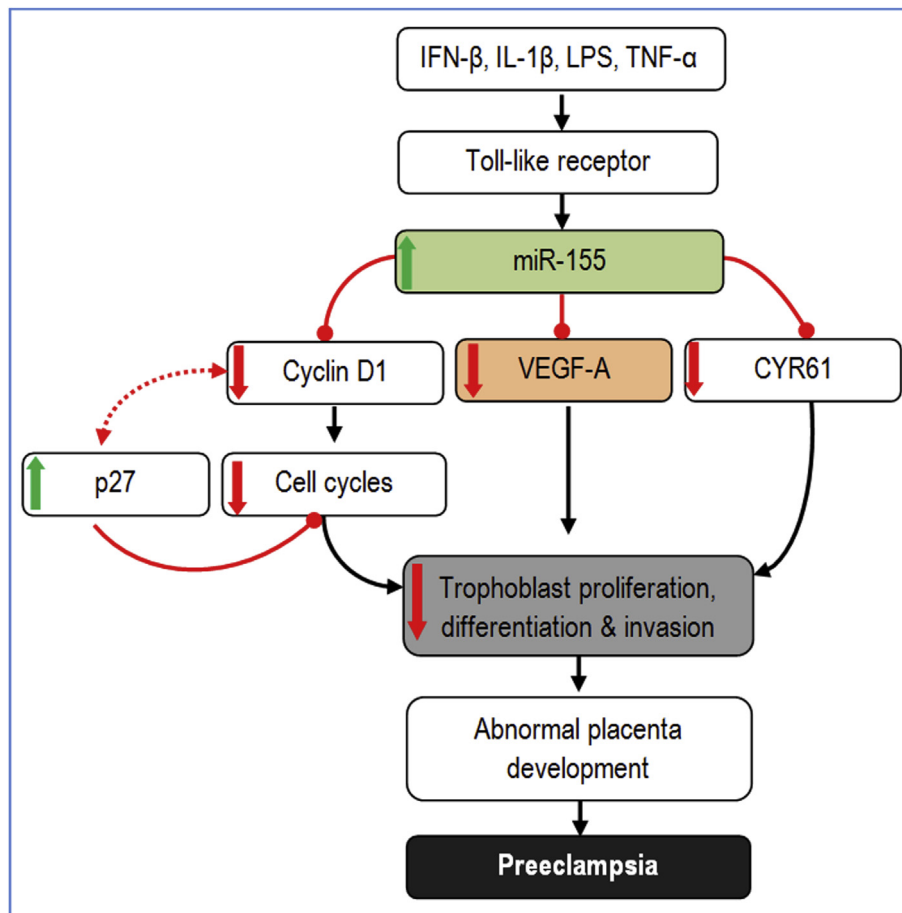 IFN-β, IL-1β, LPS, TNF-α
Toll-like receptor
miR-155
Cyclin D1
VEGF-A
CYR61
p27
Cell cycles
Trophoblast proliferation,
differentiation & invasion
Abnormal placenta
development
Preeclampsia